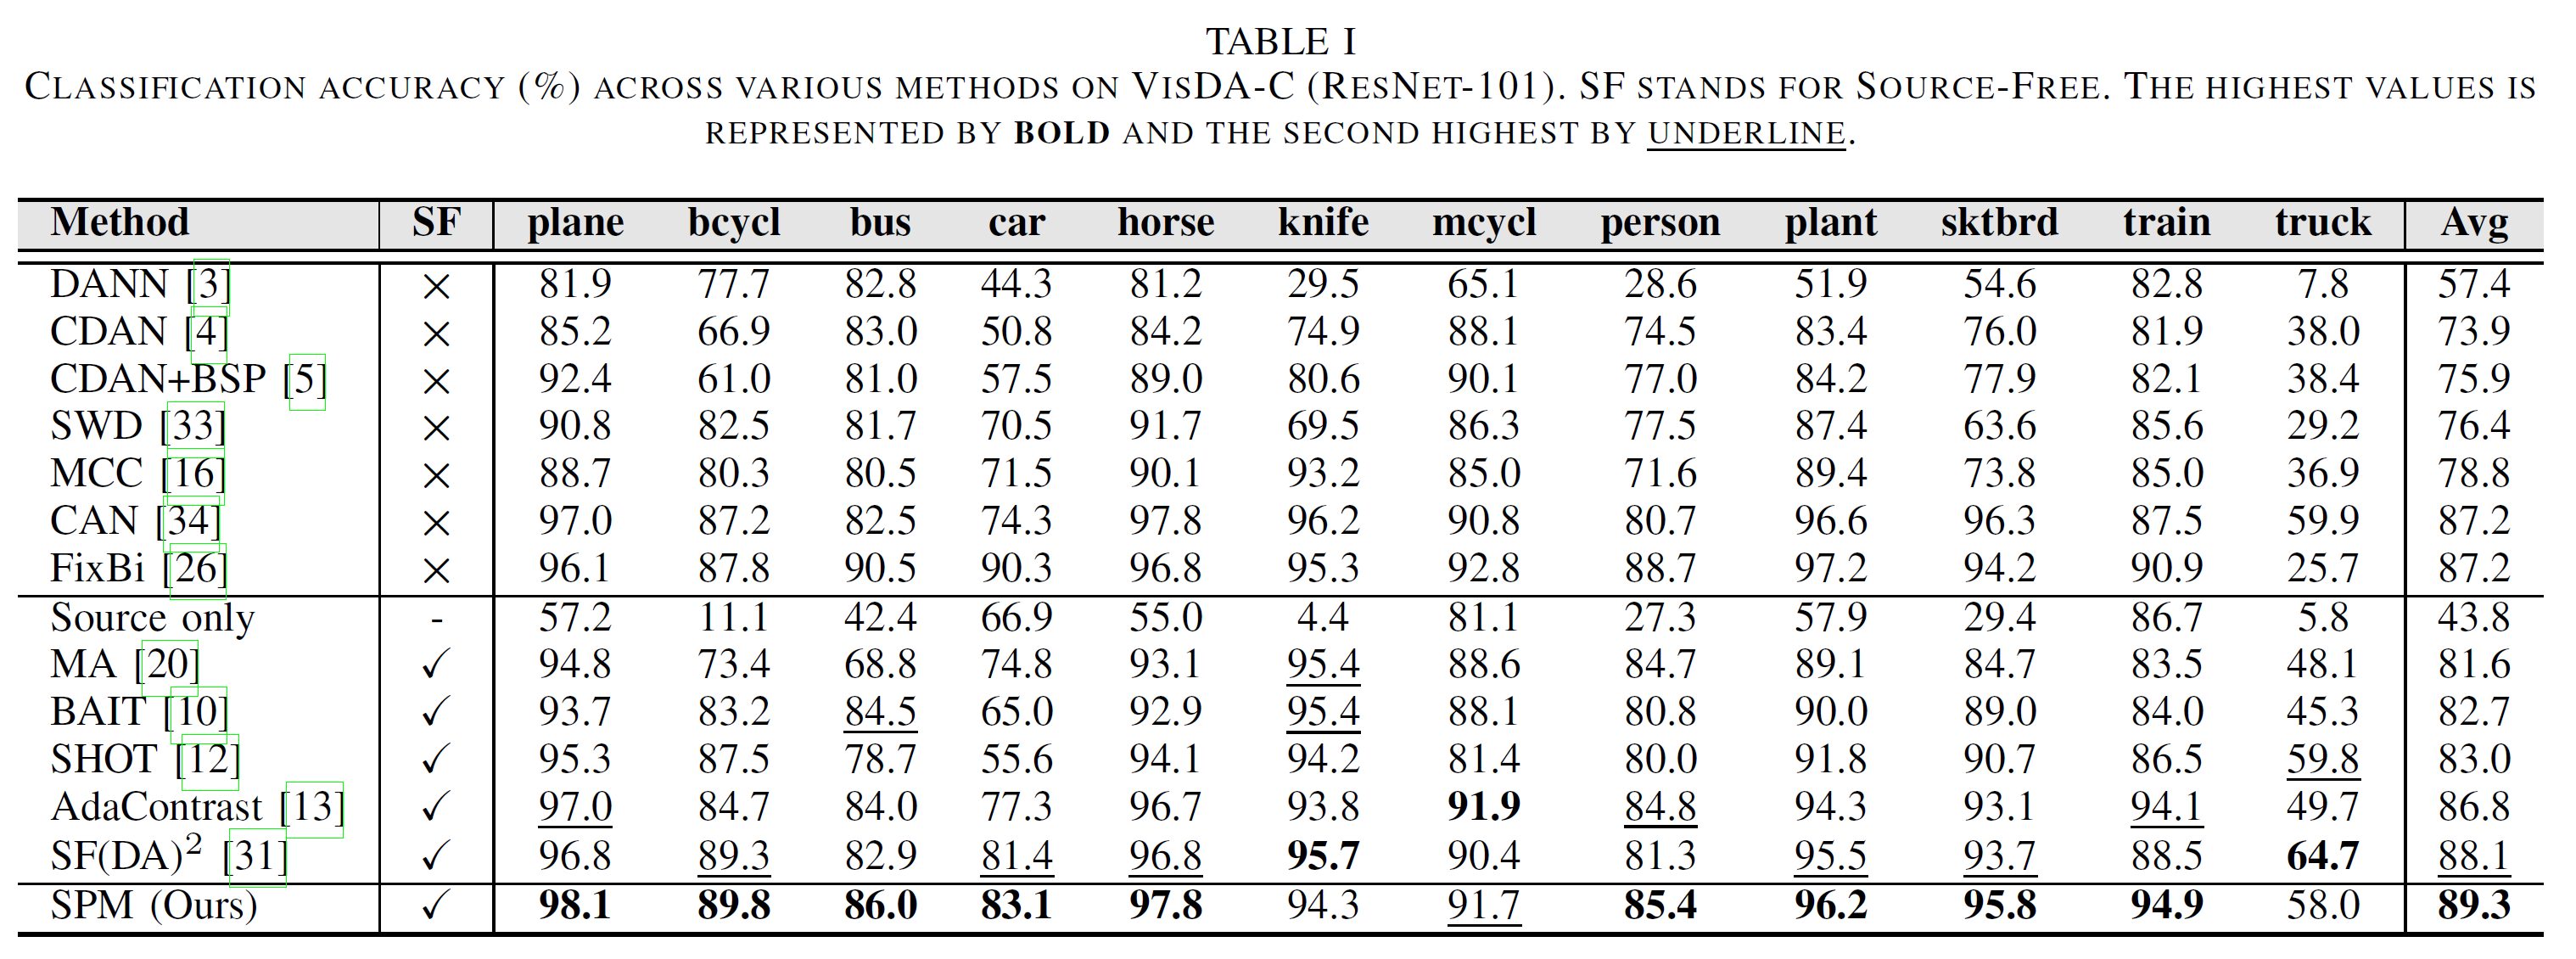 TABLE I
CLASSIFICATION ACCURACY (%) ACROSS VARIOUS METHODS ON VISDA-C (RESNET-101). SF STANDS FOR SOURCE-FREE. THE HIGHEST VALUES IS
REPRESENTED BY BOLD AND THE SECOND HIGHEST BY UNDERLINE.
Method SF plane bcycl bus car horse knife mcycl person plant sktbrd train truck Avg
DANN [3] × 81.9 77.7 82.8 44.3 81.2 29.5 65.1 28.6 51.9 54.6 82.8 7.8 57.4
CDAN [4] × 85.2 66.9 83.0 50.8 84.2 74.9 88.1 74.5 83.4 76.0 81.9 38.0 73.9
CDAN+BSP [5] × 92.4 61.0 81.0 57.5 89.0 80.6 90.1 77.0 84.2 77.9 82.1 38.4 75.9
SWD [33] × 90.8 82.5 81.7 70.5 91.7 69.5 86.3 77.5 87.4 63.6 85.6 29.2 76.4
MCC [16] × 88.7 80.3 80.5 71.5 90.1 93.2 85.0 71.6 89.4 73.8 85.0 36.9 78.8
CAN [34] × 97.0 87.2 82.5 74.3 97.8 96.2 90.8 80.7 96.6 96.3 87.5 59.9 87.2
FixBi [26] × 96.1 87.8 90.5 90.3 96.8 95.3 92.8 88.7 97.2 94.2 90.9 25.7 87.2
Source only - 57.2 11.1 42.4 66.9 55.0 4.4 81.1 27.3 57.9 29.4 86.7 5.8 43.8
MA [20] ✓ 94.8 73.4 68.8 74.8 93.1 95.4 88.6 84.7 89.1 84.7 83.5 48.1 81.6
BAIT [10] ✓ 93.7 83.2 84.5 65.0 92.9 95.4 88.1 80.8 90.0 89.0 84.0 45.3 82.7
SHOT [12] ✓ 95.3 87.5 78.7 55.6 94.1 94.2 81.4 80.0 91.8 90.7 86.5 59.8 83.0
AdaContrast [13] ✓ 97.0 84.7 84.0 77.3 96.7 93.8 91.9 84.8 94.3 93.1 94.1 49.7 86.8
SF(DA)² [31] ✓ 96.8 89.3 82.9 81.4 96.8 95.7 90.4 81.3 95.5 93.7 88.5 64.7 88.1
SPM (Ours) ✓ 98.1 89.8 86.0 83.1 97.8 94.3 91.7 85.4 96.2 95.8 94.9 58.0 89.3